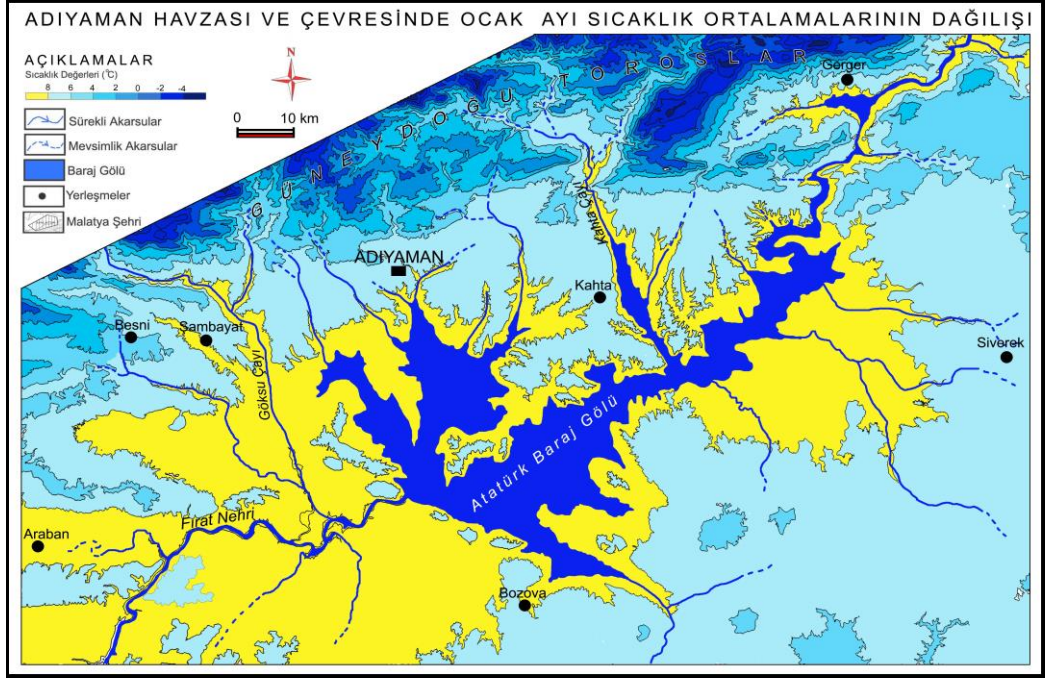 ADIYAMAN HAVZASI VE ÇEVRESİNDE OCAK AYI SICAKLIK ORTALAMALARININ DAĞILIŞI
AÇIKLAMALAR
Sıcaklık Değerleri (°C)
8 6 4 2 0 -2 -4
Sürekli Akarsular
Mevsimlik Akarsular
Baraj Gölü
Yerleşmeler
Malatya Şehri
N
0 10 km
GÜNEYDOĞU TOROSLAR
Gerger
Kahta Çayı
ADIYAMAN
Kahta
Besni
Sambayat
Siverek
Göksu Çayı
Atatürk Baraj Gölü
Fırat Nehri
Araban
Bozova